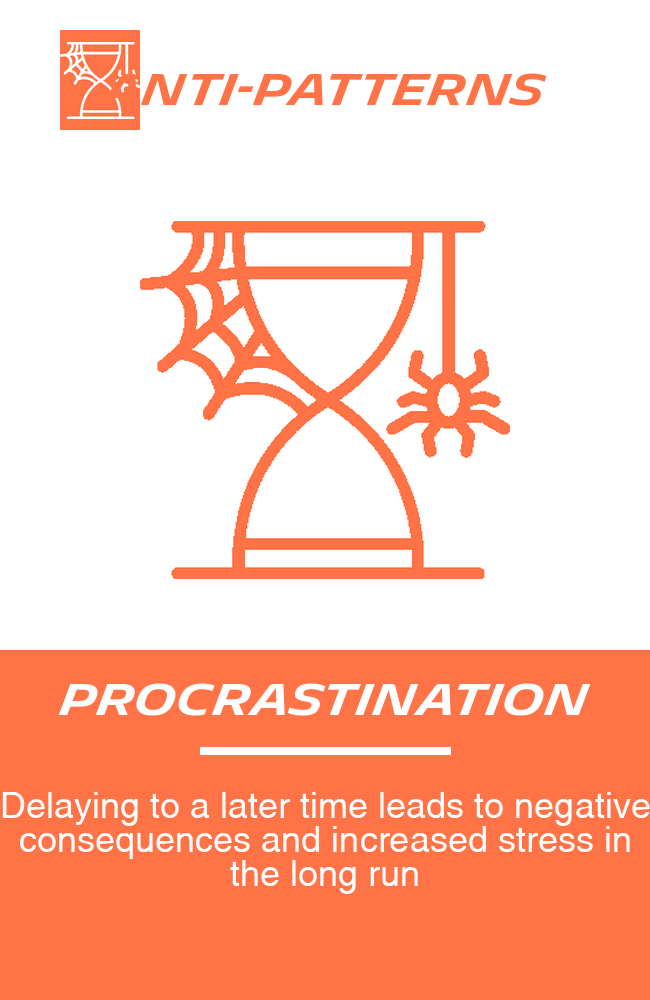 NTI-PATTERNS
PROCRASTINATION
Delaying to a later time leads to negative
consequences and increased stress in
the long run